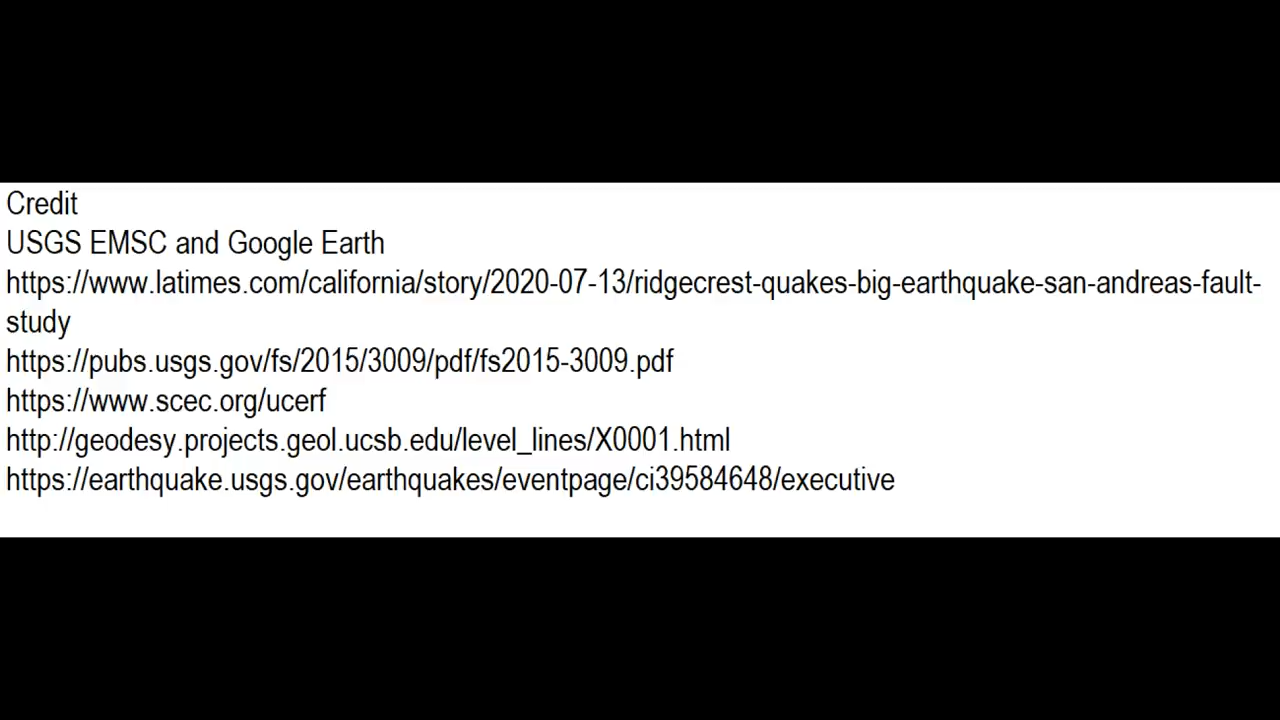 Credit
USGS EMSC and Google Earth
https://www.latimes.com/california/story/2020-07-13/ridgecrest-quakes-big-earthquake-san-andreas-fault-
study
https://pubs.usgs.gov/fs/2015/3009/pdf/fs2015-3009.pdf
https://www.scec.org/ucerf
http://geodesy.projects.geol.ucsb.edu/level_lines/X0001.html
https://earthquake.usgs.gov/earthquakes/eventpage/ci39584648/executive